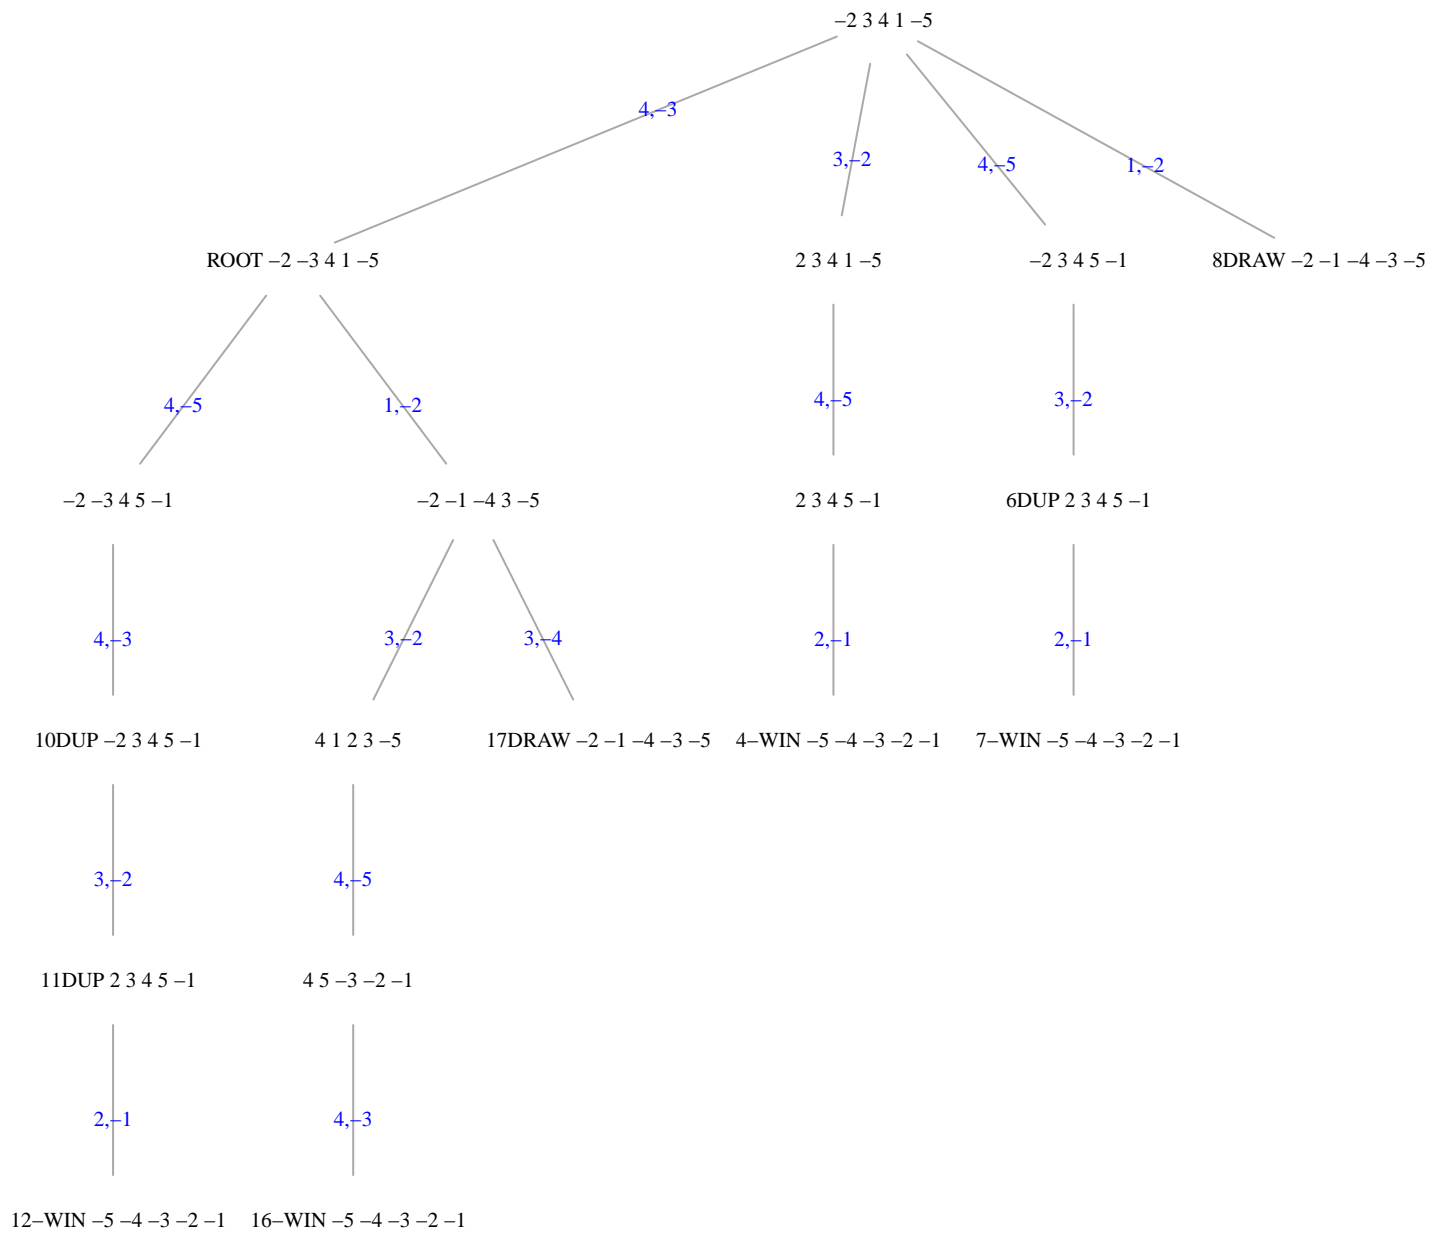 −2 3 4 1 −5
4,−3
3,−2
4,−5
1,−2
ROOT −2 −3 4 1 −5
2 3 4 1 −5
−2 3 4 5 −1
8DRAW −2 −1 −4 −3 −5
4,−5
1,−2
4,−5
3,−2
−2 −3 4 5 −1
−2 −1 −4 3 −5
2 3 4 5 −1
6DUP 2 3 4 5 −1
4,−3
3,−2
3,−4
2,−1
2,−1
10DUP −2 3 4 5 −1
4 1 2 3 −5
17DRAW −2 −1 −4 −3 −5
4−WIN −5 −4 −3 −2 −1
7−WIN −5 −4 −3 −2 −1
3,−2
4,−5
11DUP 2 3 4 5 −1
4 5 −3 −2 −1
2,−1
4,−3
12−WIN −5 −4 −3 −2 −1
16−WIN −5 −4 −3 −2 −1